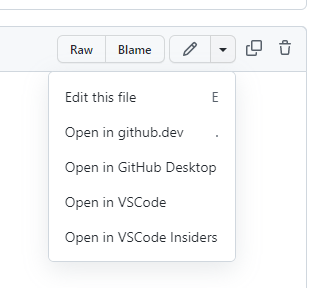 Raw Blame
Edit this file E
Open in github.dev .
Open in GitHub Desktop
Open in VSCode
Open in VSCode Insiders